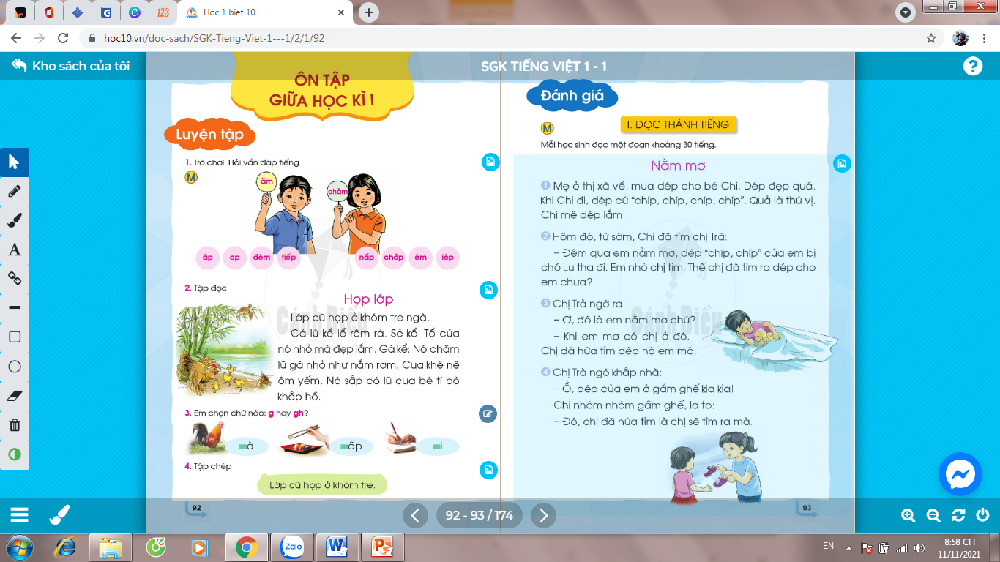 123
Hoc 1 biet 10
hoc10.vn/doc-sach/SGK-Tieng-Viet-1---1/2/1/92
Kho sách của tôi
SGK TIẾNG VIỆT 1 - 1
ÔN TẬP
GIỮA HỌC KÌ I
Luyện tập
1. Trò chơi: Hỏi vần đáp tiếng
M
ăm
chăm
âp ơp đêm tiếp nấp chớp êm iêp
2. Tập đọc
Họp lớp
Lớp cũ họp ở khóm tre ngà.
Cả lũ kể lể rôm rả. Sẻ kể: Tổ của
nó nhỏ mà đẹp lắm. Gà kể: Nó chăm
lũ gà nhỏ như nắm rơm. Cua khệ nệ
ôm yếm. Nó sắp có lũ cua bé tí bò
khắp hồ.
Cánh Diều
3. Em chọn chữ nào: g hay gh?
à
ắp
i
4. Tập chép
Lớp cũ họp ở khóm tre.
92
Đánh giá
M
I. ĐỌC THÀNH TIẾNG
Mỗi học sinh đọc một đoạn khoảng 30 tiếng.
Nằm mơ
1 Mẹ ở thị xã về, mua dép cho bé Chi. Dép đẹp quá.
Khi Chi đi, dép cứ “chíp, chíp, chíp, chíp”. Quả là thú vị.
Chi mê dép lắm.
2 Hôm đó, từ sớm, Chi đã tìm chị Trà:
– Đêm qua em nằm mơ, dép “chíp, chíp” của em bị
chó Lu tha đi. Em nhờ chị tìm. Thế chị đã tìm ra dép cho
em chưa?
3 Chị Trà ngớ ra:
– Ơ, đó là em nằm mơ chứ?
– Khi em mơ có chị ở đó.
Chị đã hứa tìm dép hộ em mà.
Cánh Diều
4 Chị Trà ngó khắp nhà:
– Ồ, dép của em ở gầm ghế kia kìa!
Chi nhòm nhòm gầm ghế, la to:
– Đó, chị đã hứa tìm là chị sẽ tìm ra mà.
93
92 - 93 / 174
Zalo
EN
8:58 CH
11/11/2021